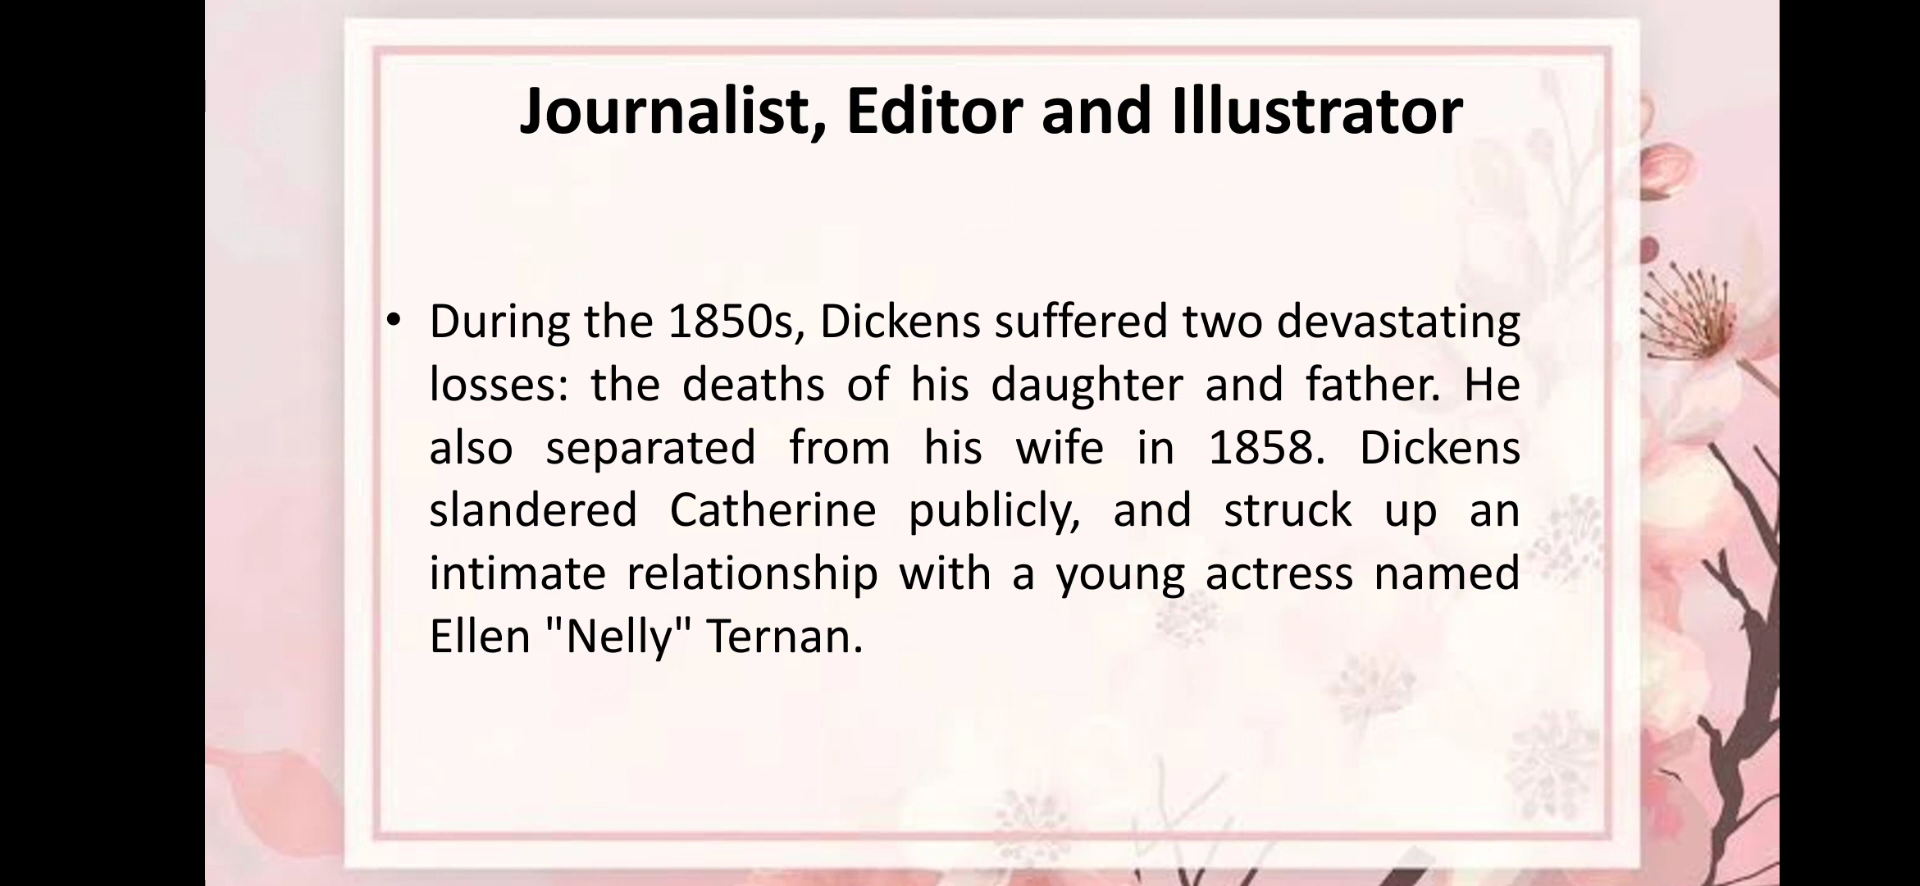 Journalist, Editor and Illustrator
• During the 1850s, Dickens suffered two devastating
losses: the deaths of his daughter and father. He
also separated from his wife in 1858. Dickens
slandered Catherine publicly, and struck up an
intimate relationship with a young actress named
Ellen "Nelly" Ternan.